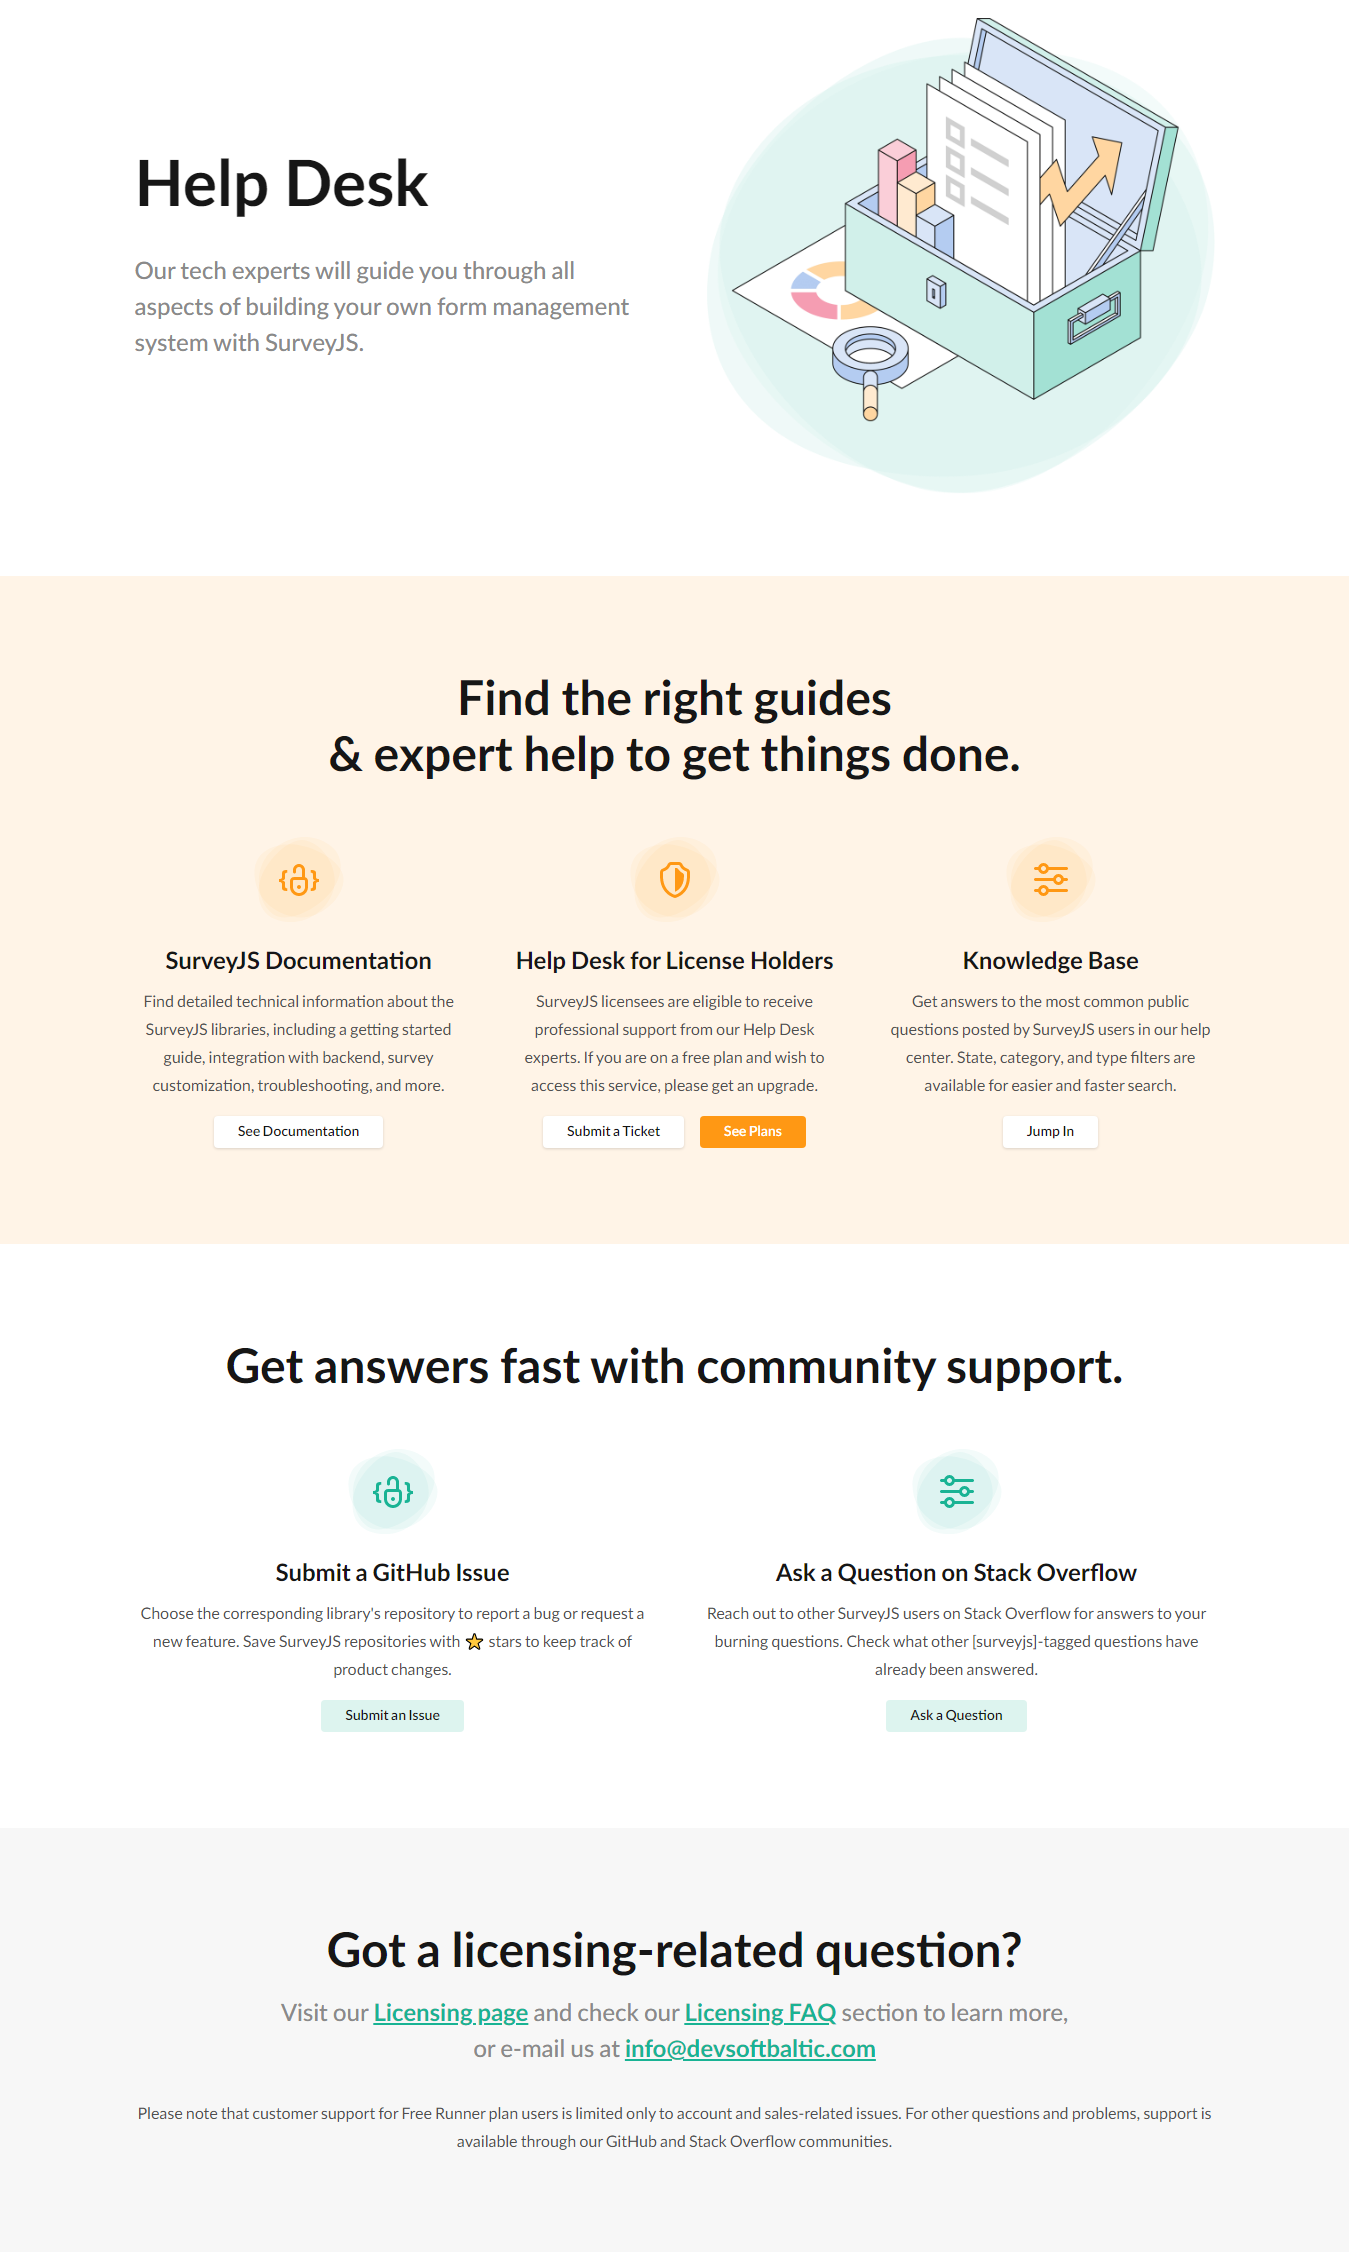 Help Desk
Our tech experts will guide you through all
aspects of building your own form management
system with SurveyJS.
Find the right guides
& expert help to get things done.
SurveyJS Documentation
Find detailed technical information about the
SurveyJS libraries, including a getting started
guide, integration with backend, survey
customization, troubleshooting, and more.
See Documentation
Help Desk for License Holders
SurveyJS licensees are eligible to receive
professional support from our Help Desk
experts. If you are on a free plan and wish to
access this service, please get an upgrade.
Submit a Ticket
See Plans
Knowledge Base
Get answers to the most common public
questions posted by SurveyJS users in our help
center. State, category, and type filters are
available for easier and faster search.
Jump In
Get answers fast with community support.
Submit a GitHub Issue
Choose the corresponding library's repository to report a bug or request a
new feature. Save SurveyJS repositories with ⭐ stars to keep track of
product changes.
Submit an Issue
Ask a Question on Stack Overflow
Reach out to other SurveyJS users on Stack Overflow for answers to your
burning questions. Check what other [surveyjs]-tagged questions have
already been answered.
Ask a Question
Got a licensing-related question?
Visit our Licensing page and check our Licensing FAQ section to learn more,
or e-mail us at info@devsoftbaltic.com
Please note that customer support for Free Runner plan users is limited only to account and sales-related issues. For other questions and problems, support is
available through our GitHub and Stack Overflow communities.